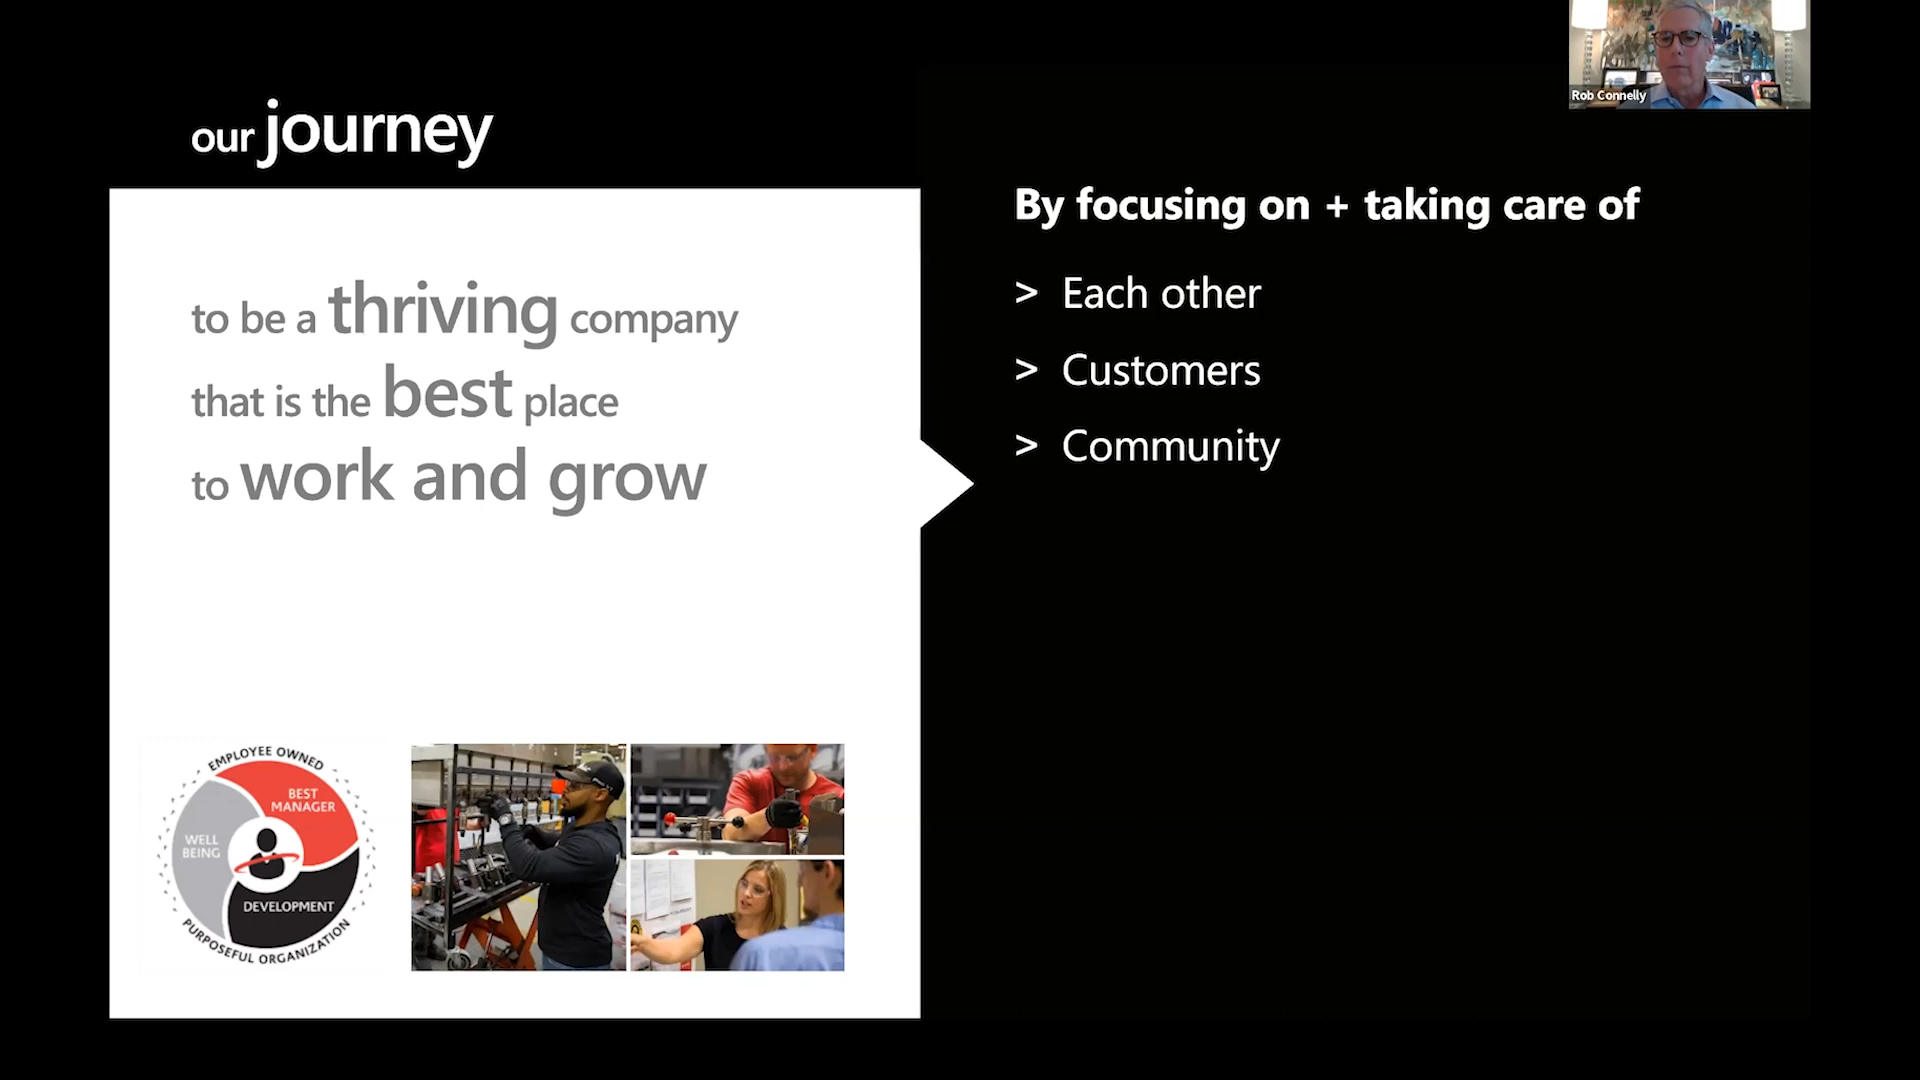 Rob Connelly
our journey
to be a thriving company
that is the best place
to work and grow
By focusing on + taking care of
> Each other
> Customers
> Community
EMPLOYEE OWNED
BEST
MANAGER
WELL
BEING
DEVELOPMENT
PURPOSEFUL ORGANIZATION